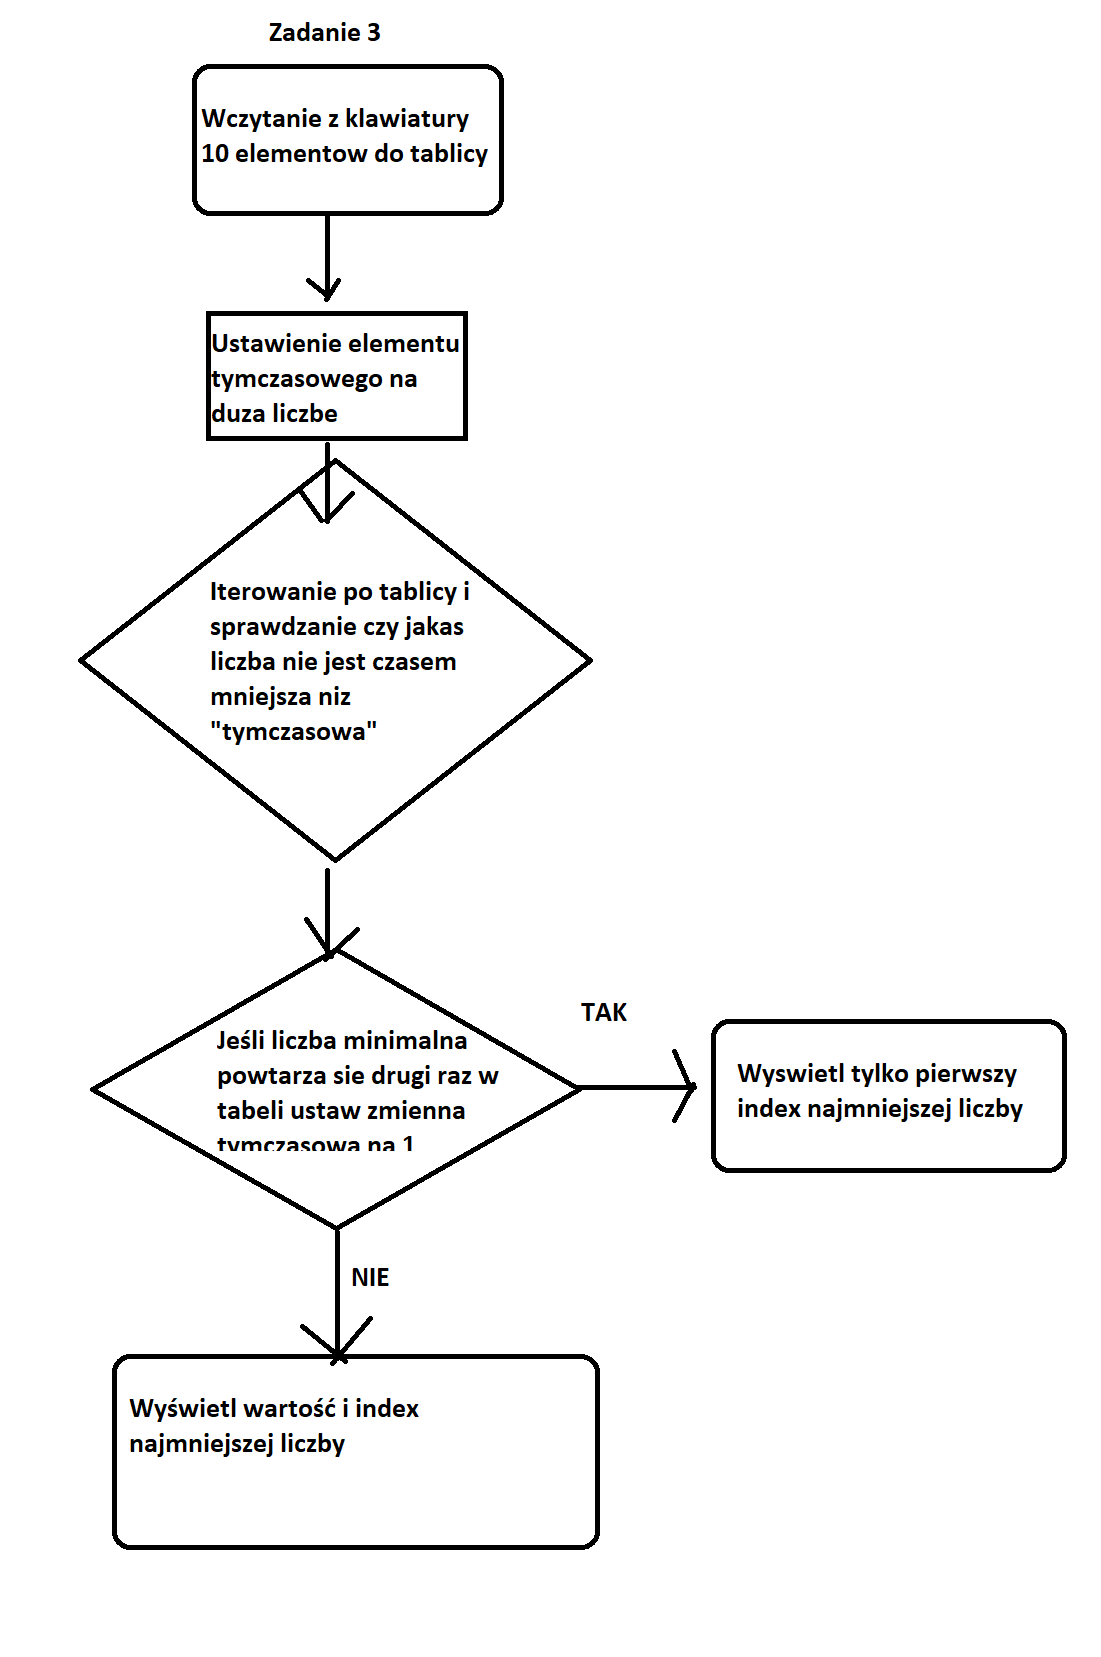 Zadanie 3
Wczytanie z klawiatury
10 elementow do tablicy
Ustawienie elementu
tymczasowego na
duza liczbe
Iterowanie po tablicy i
sprawdzanie czy jakas
liczba nie jest czasem
mniejsza niz
"tymczasowa"
Jeśli liczba minimalna
powtarza sie drugi raz w
tabeli ustaw zmienna
tymczasowa na 1
TAK
Wyswietl tylko pierwszy
index najmniejszej liczby
NIE
Wyświetl wartość i index
najmniejszej liczby